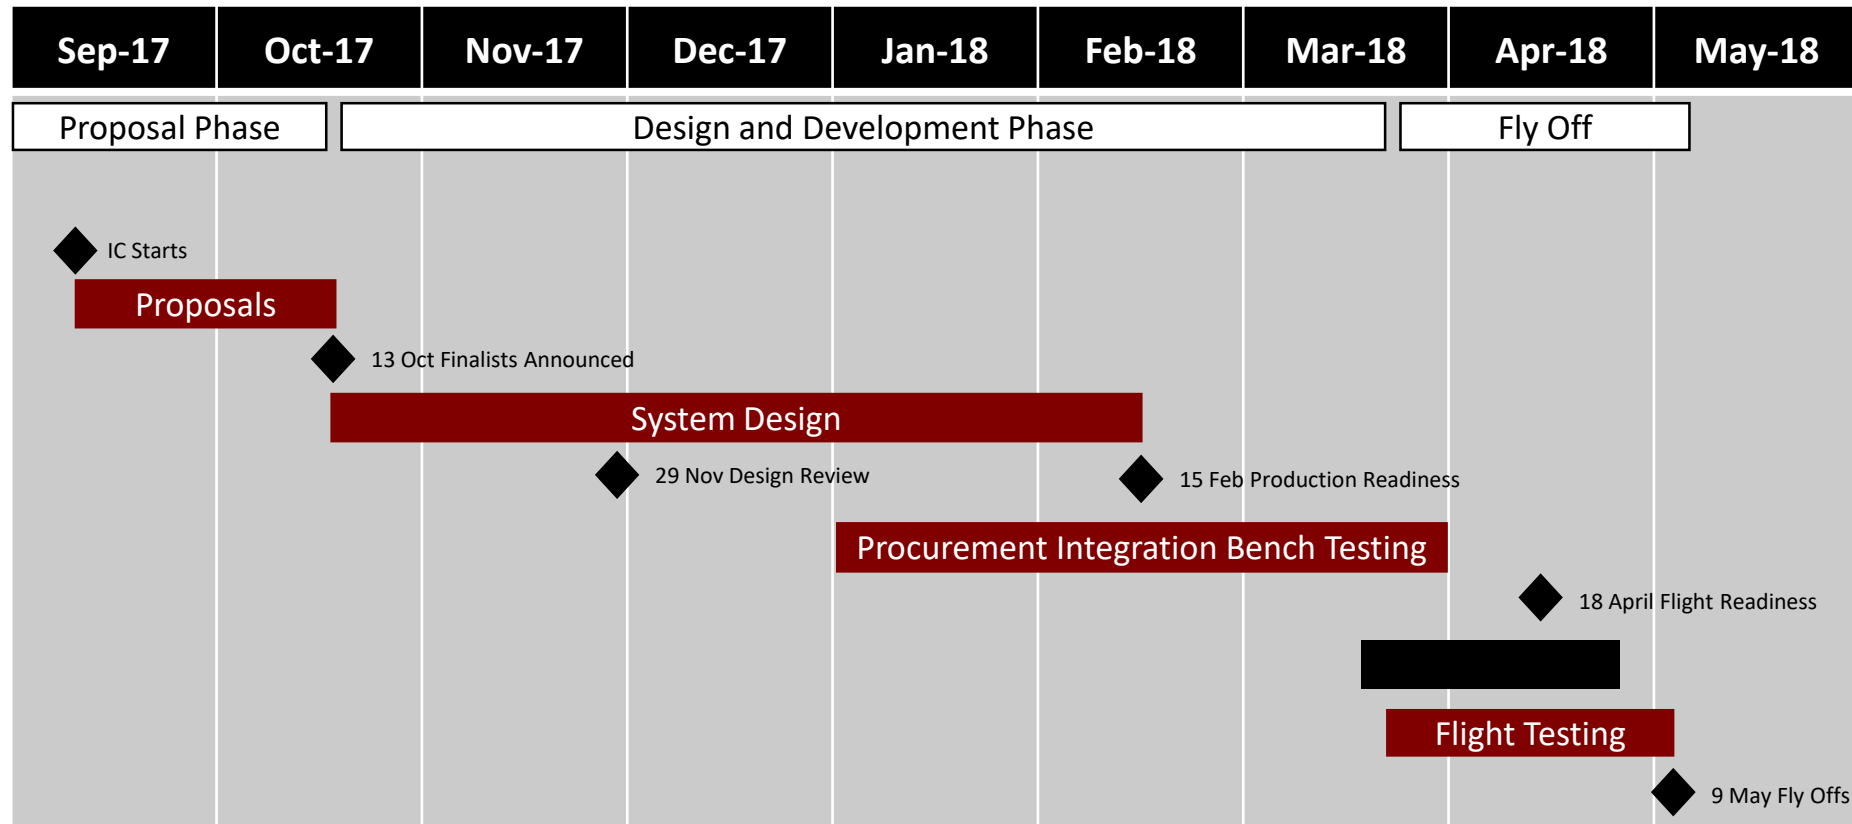 Sep-17 Oct-17 Nov-17 Dec-17 Jan-18 Feb-18 Mar-18 Apr-18 May-18
Proposal Phase Design and Development Phase Fly Off
IC Starts
Proposals
13 Oct Finalists Announced
System Design
29 Nov Design Review 15 Feb Production Readiness
Procurement Integration Bench Testing
18 April Flight Readiness
Flight Testing
9 May Fly Offs